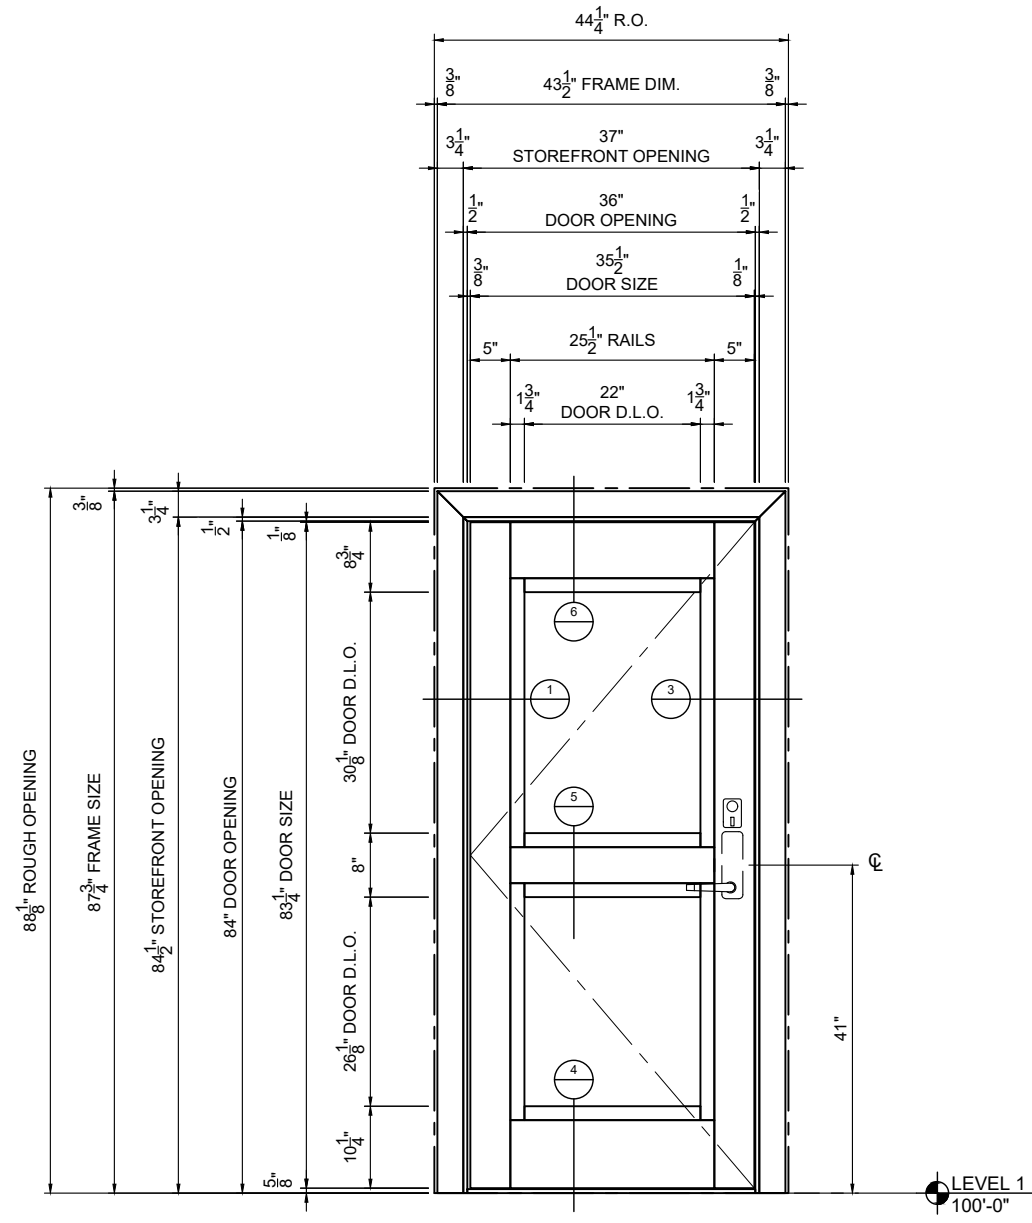 44 1/4" R.O.
3/8" 43 1/2" FRAME DIM. 3/8"
3 1/4" 37" 3 1/4"
STOREFRONT OPENING
1/2" 36" 1/2"
DOOR OPENING
3/8" 35 1/2" 1/8"
DOOR SIZE
5" 25 1/2" RAILS 5"
1 3/4" 22" 1 3/4"
DOOR D.L.O.
3/8"
3 1/4"
1/2"
1/8"
8 3/4"
30 1/8" DOOR D.L.O.
8"
26 1/8" DOOR D.L.O.
10 1/4"
5/8"
88 1/8" ROUGH OPENING
87 3/4" FRAME SIZE
84 1/2" STOREFRONT OPENING
84" DOOR OPENING
83 1/4" DOOR SIZE
6
1
3
5
4
℄
41"
LEVEL 1
100'-0"